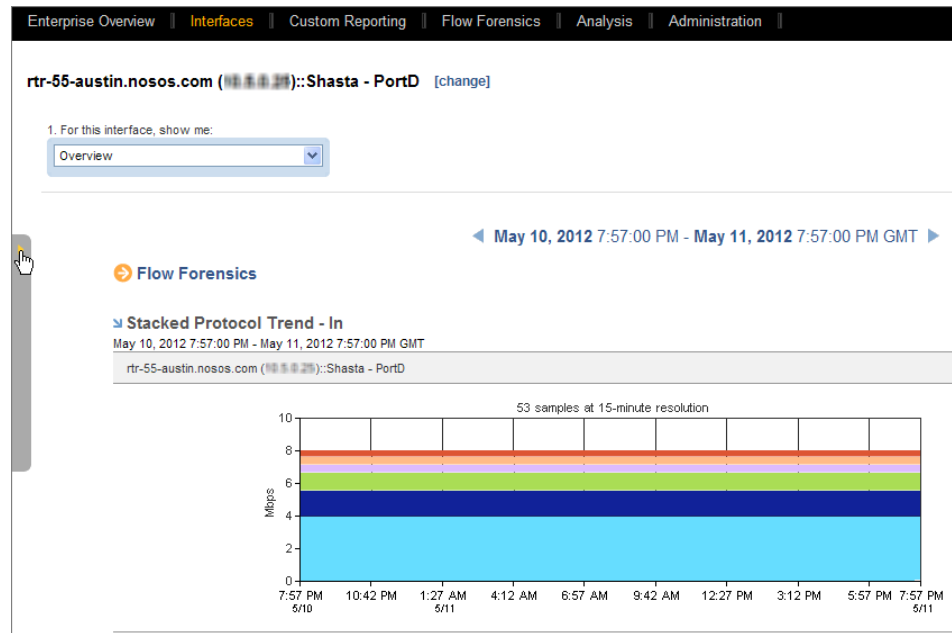 Enterprise Overview Interfaces Custom Reporting Flow Forensics Analysis Administration
rtr-55-austin.nosos.com ( )::Shasta - PortD [change]
1. For this interface, show me:
Overview
May 10, 2012 7:57:00 PM - May 11, 2012 7:57:00 PM GMT
Flow Forensics
Stacked Protocol Trend - In
May 10, 2012 7:57:00 PM - May 11, 2012 7:57:00 PM GMT
rtr-55-austin.nosos.com ( )::Shasta - PortD
53 samples at 15-minute resolution
10
8
6
4
2
0
Mbps
7:57 PM 10:42 PM 1:27 AM 4:12 AM 6:57 AM 9:42 AM 12:27 PM 3:12 PM 5:57 PM 7:57 PM
5/10 5/11 5/11